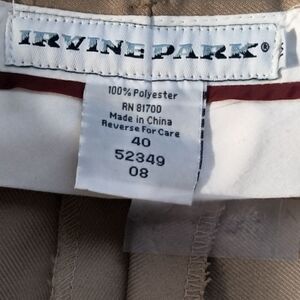 IRVINE PARK®
100% Polyester
RN 81700
Made in China
Reverse For Care
40
52349
08